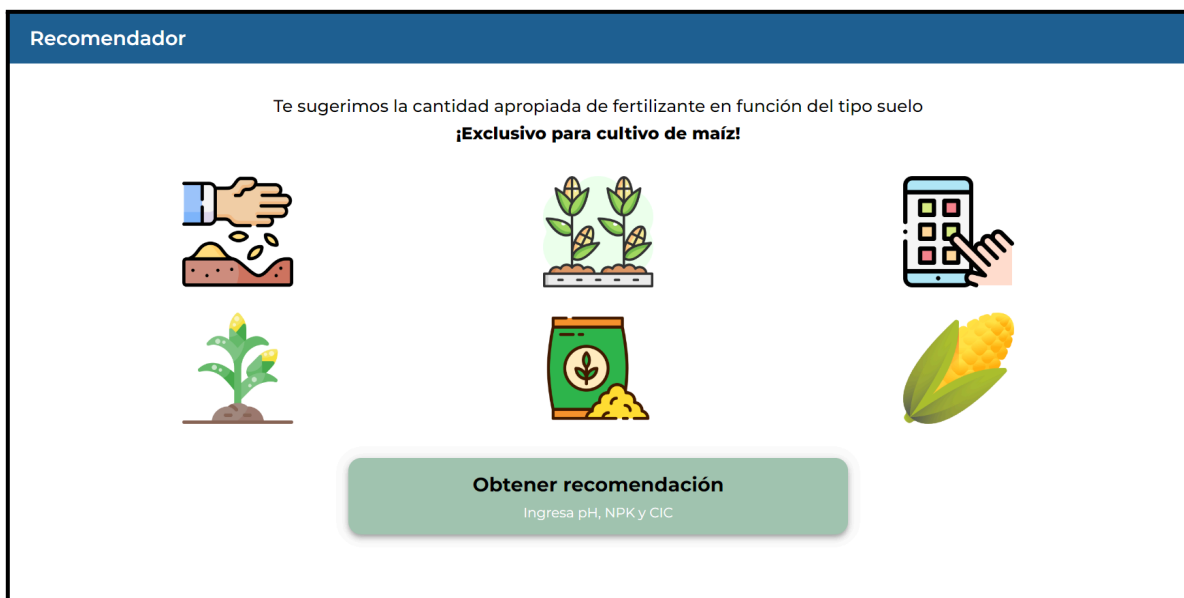 Recomendador
Te sugerimos la cantidad apropiada de fertilizante en función del tipo suelo
¡Exclusivo para cultivo de maíz!
Obtener recomendación
Ingresa pH, NPK y CIC